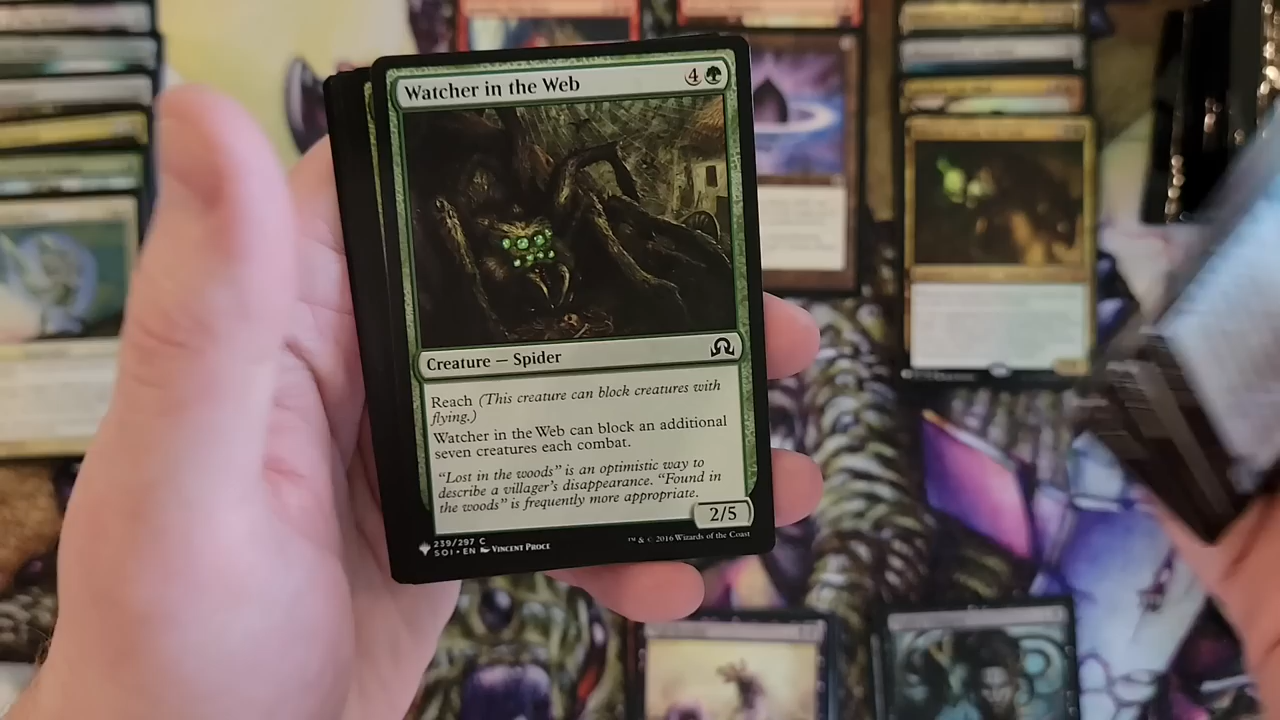 Watcher in the Web 4
Creature — Spider
Reach (This creature can block creatures with
flying.)
Watcher in the Web can block an additional
seven creatures each combat.
“Lost in the woods” is an optimistic way to
describe a villager's disappearance. “Found in
the woods” is frequently more appropriate.
2/5
239/297 C
SOI • EN VINCENT PROCE
™ & © 2016 Wizards of the Coast